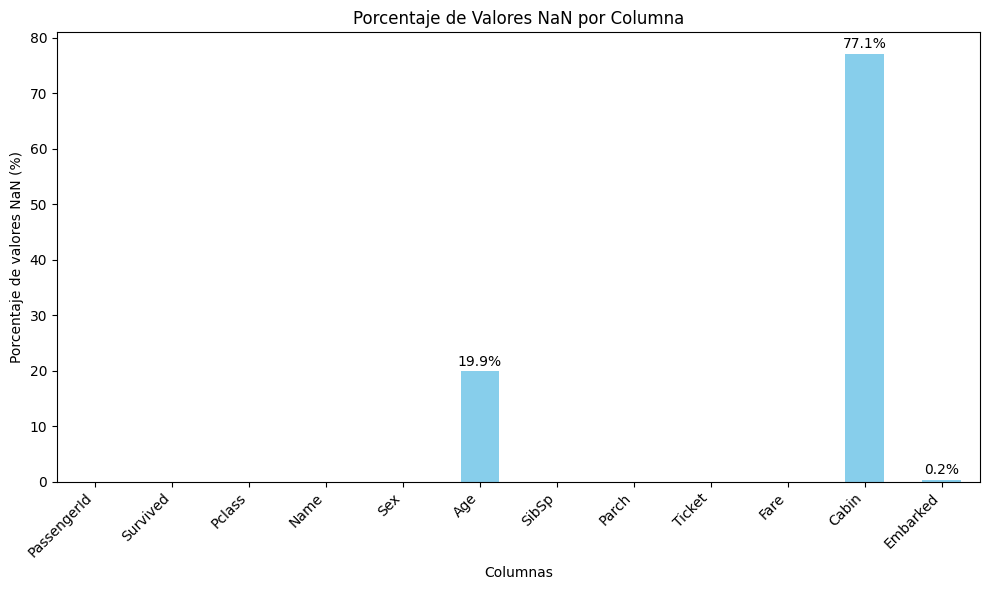 Porcentaje de Valores NaN por Columna
Porcentaje de valores NaN (%)
80
70
60
50
40
30
20
10
0
19.9%
77.1%
0.2%
PassengerId
Survived
Pclass
Name
Sex
Age
SibSp
Parch
Ticket
Fare
Cabin
Embarked
Columnas